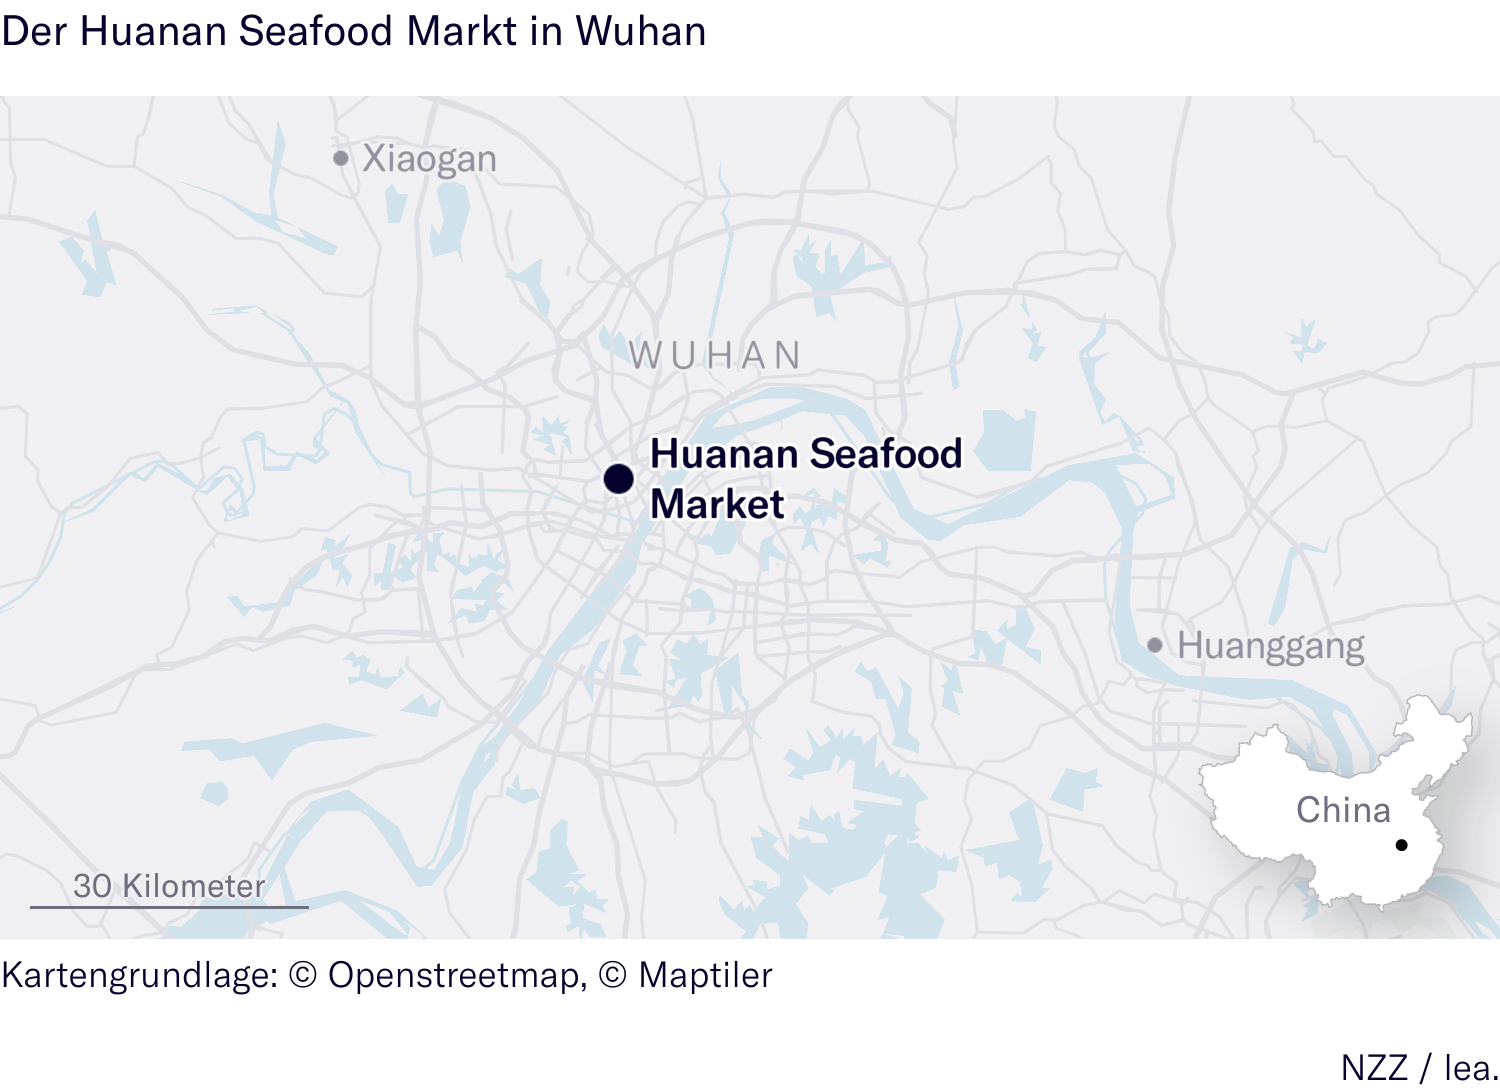 Der Huanan Seafood Markt in Wuhan
Xiaogan
WUHAN
Huanan Seafood
Market
Huanggang
China
30 Kilometer
Kartengrundlage: © Openstreetmap, © Maptiler
NZZ / lea.